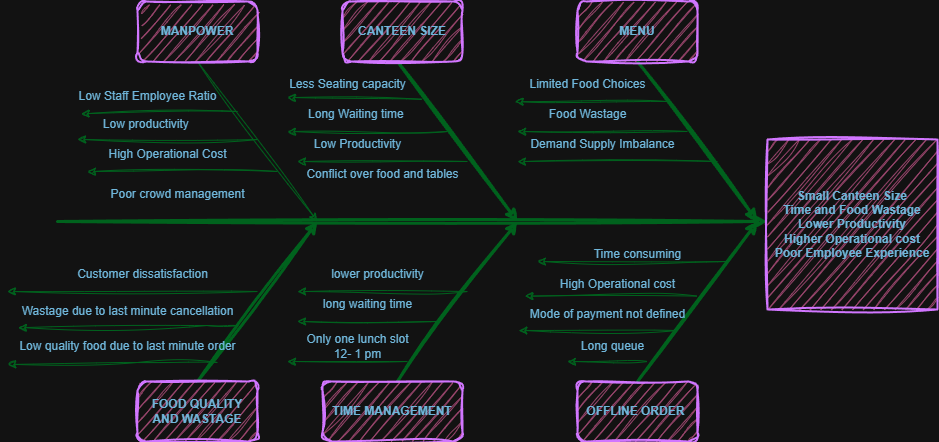 MANPOWER
CANTEEN SIZE
MENU
Low Staff Employee Ratio
Low productivity
High Operational Cost
Poor crowd management
Less Seating capacity
Long Waiting time
Low Productivity
Conflict over food and tables
Limited Food Choices
Food Wastage
Demand Supply Imbalance
Small Canteen Size
Time and Food Wastage
Lower Productivity
Higher Operational cost
Poor Employee Experience
Customer dissatisfaction
Wastage due to last minute cancellation
Low quality food due to last minute order
lower productivity
long waiting time
Only one lunch slot
12- 1 pm
Time consuming
High Operational cost
Mode of payment not defined
Long queue
FOOD QUALITY
AND WASTAGE
TIME MANAGEMENT
OFFLINE ORDER